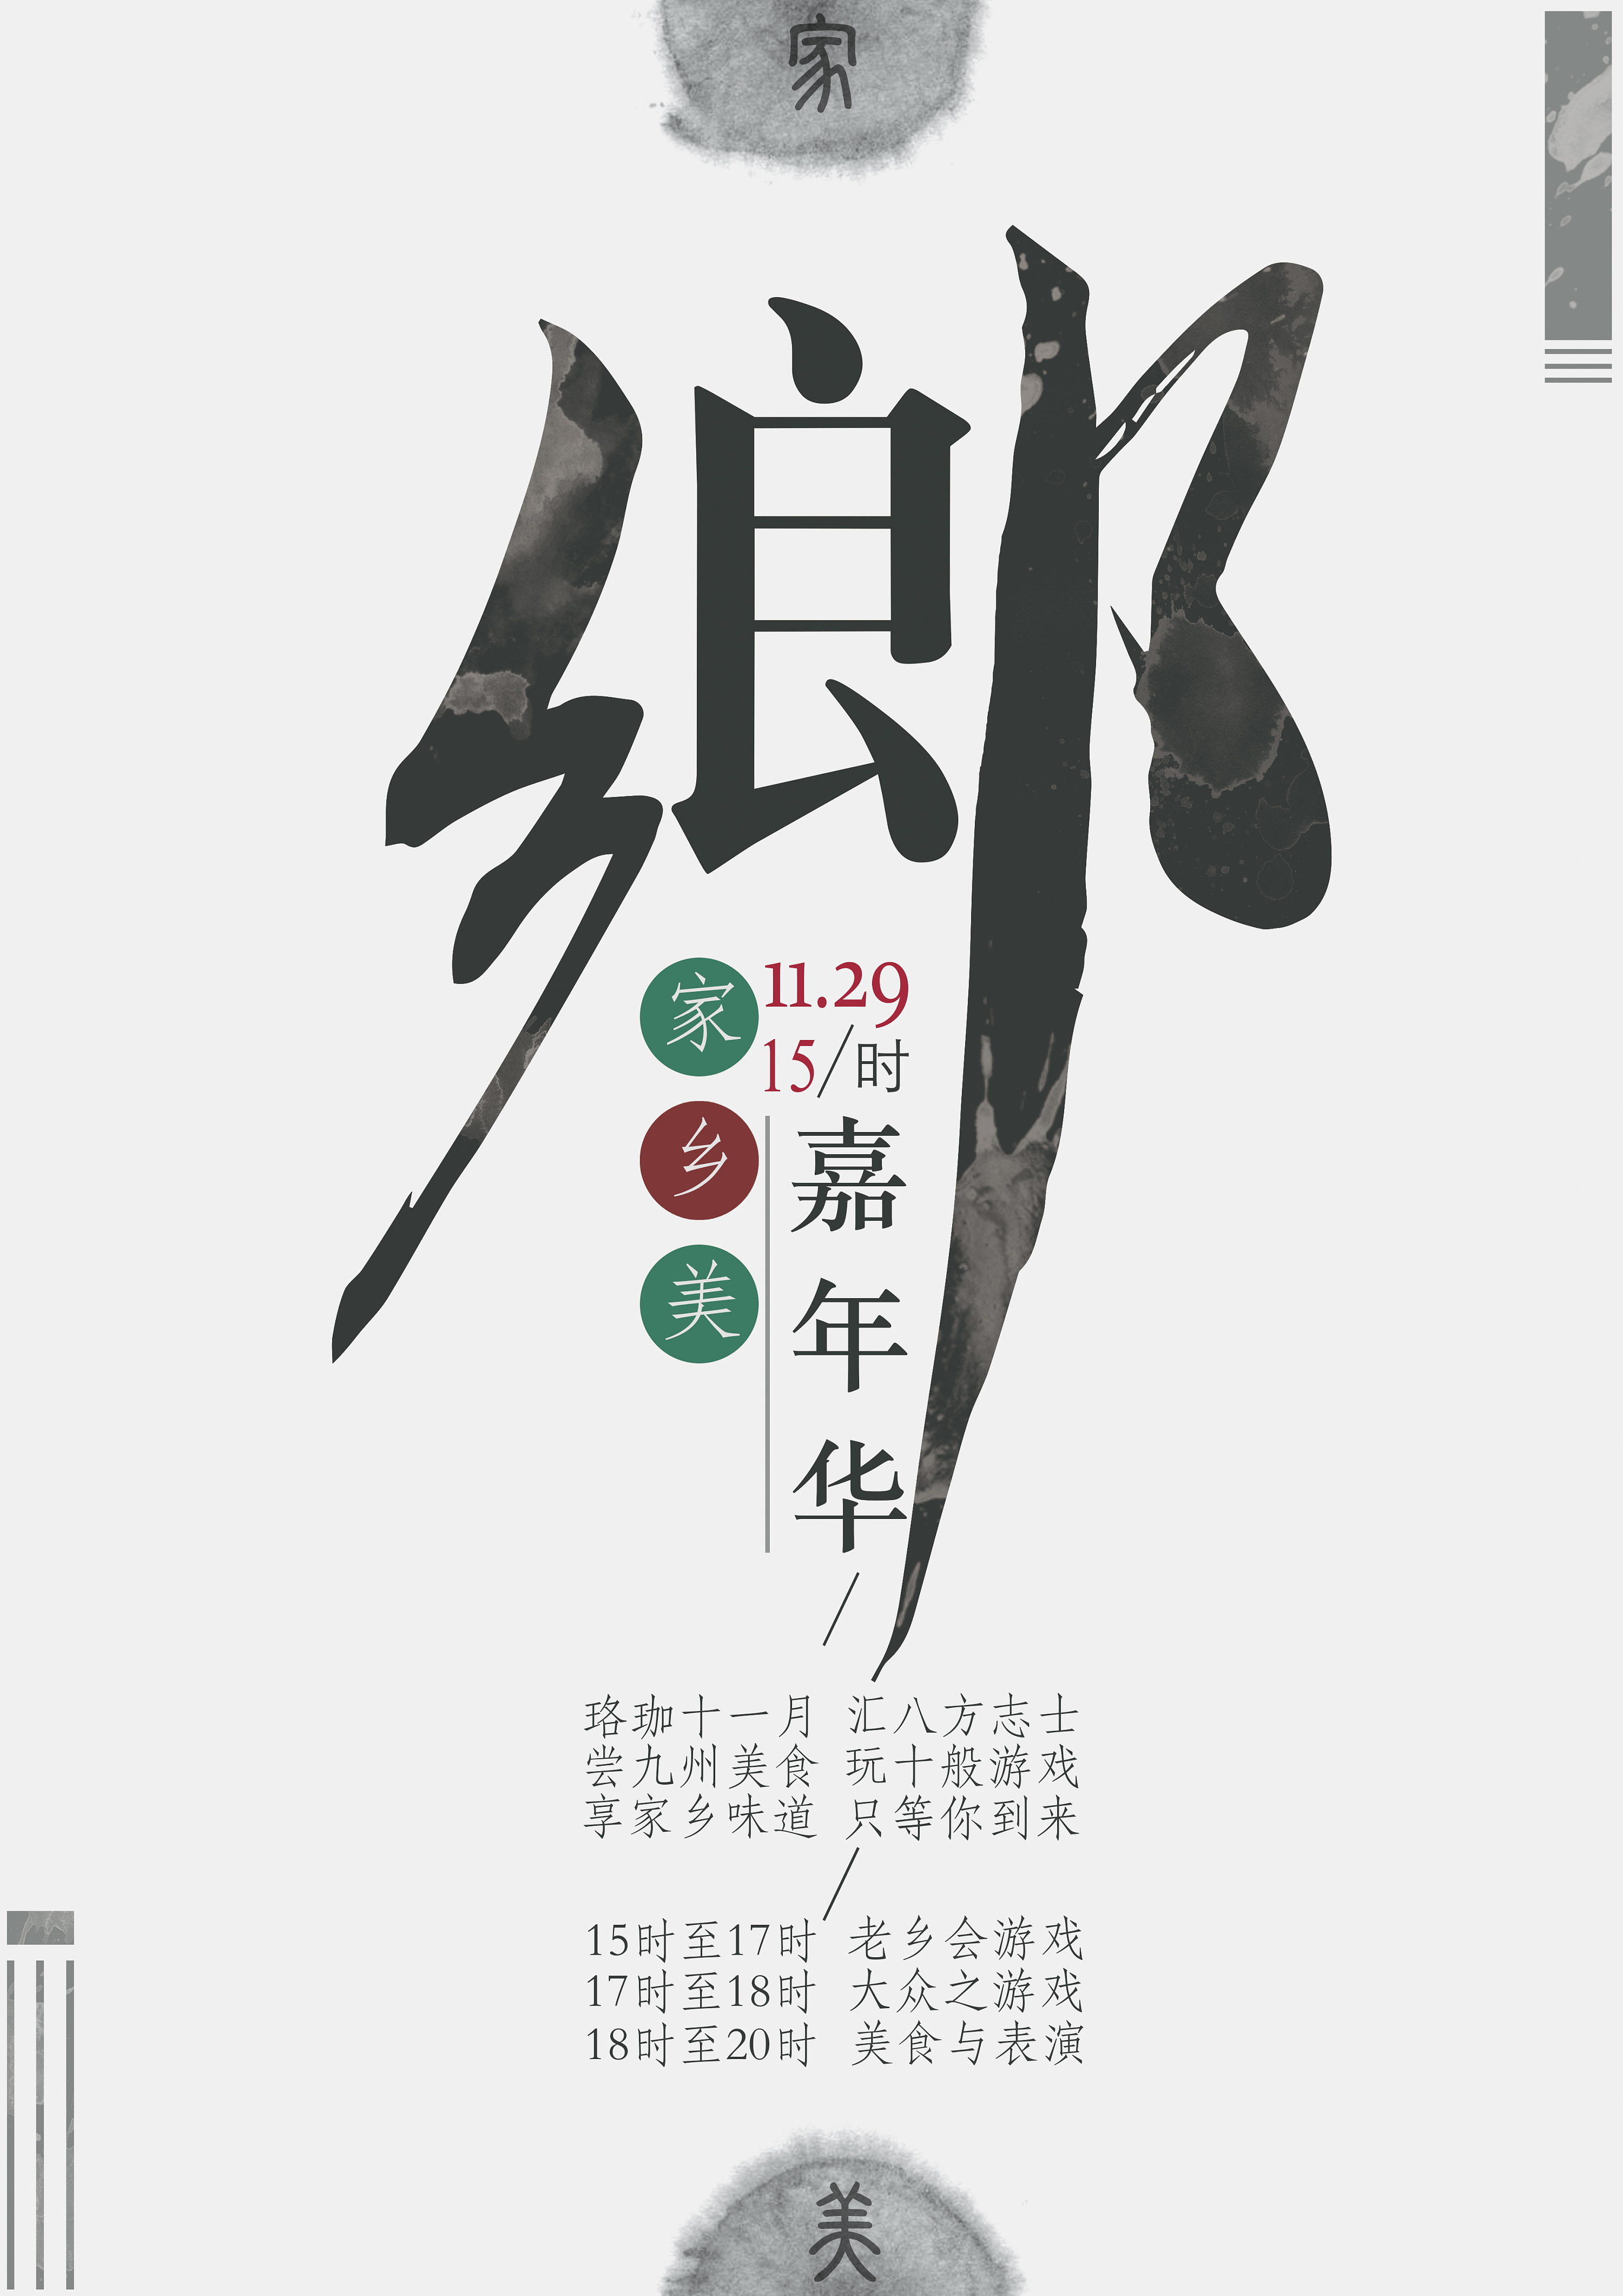 家
鄉
家
乡
美
11.29
15/时
嘉
年
华
珞珈十一月 汇八方志士
尝九州美食 玩十般游戏
享家乡味道 只等你到来
15时至17时 老乡会游戏
17时至18时 大众之游戏
18时至20时 美食与表演
美